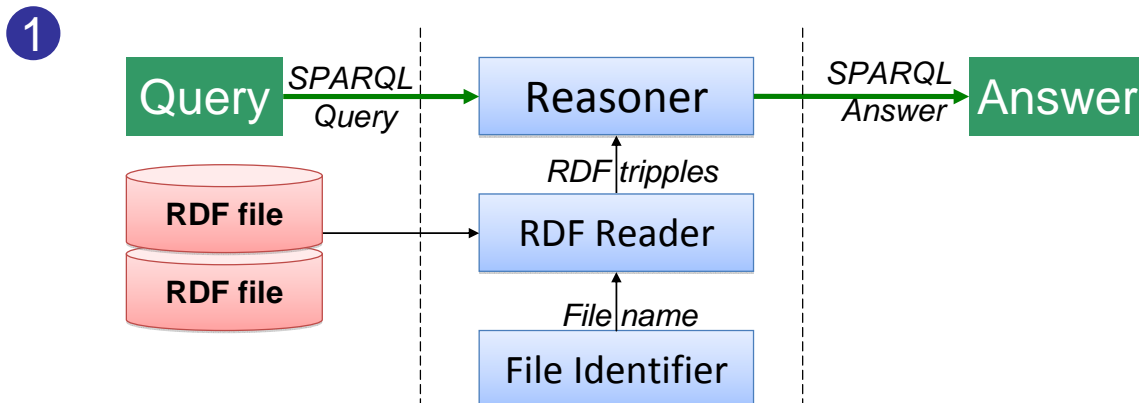 1
Query
SPARQL
Query
Reasoner
SPARQL
Answer
Answer
RDF tripples
RDF file
RDF Reader
RDF file
File name
File Identifier